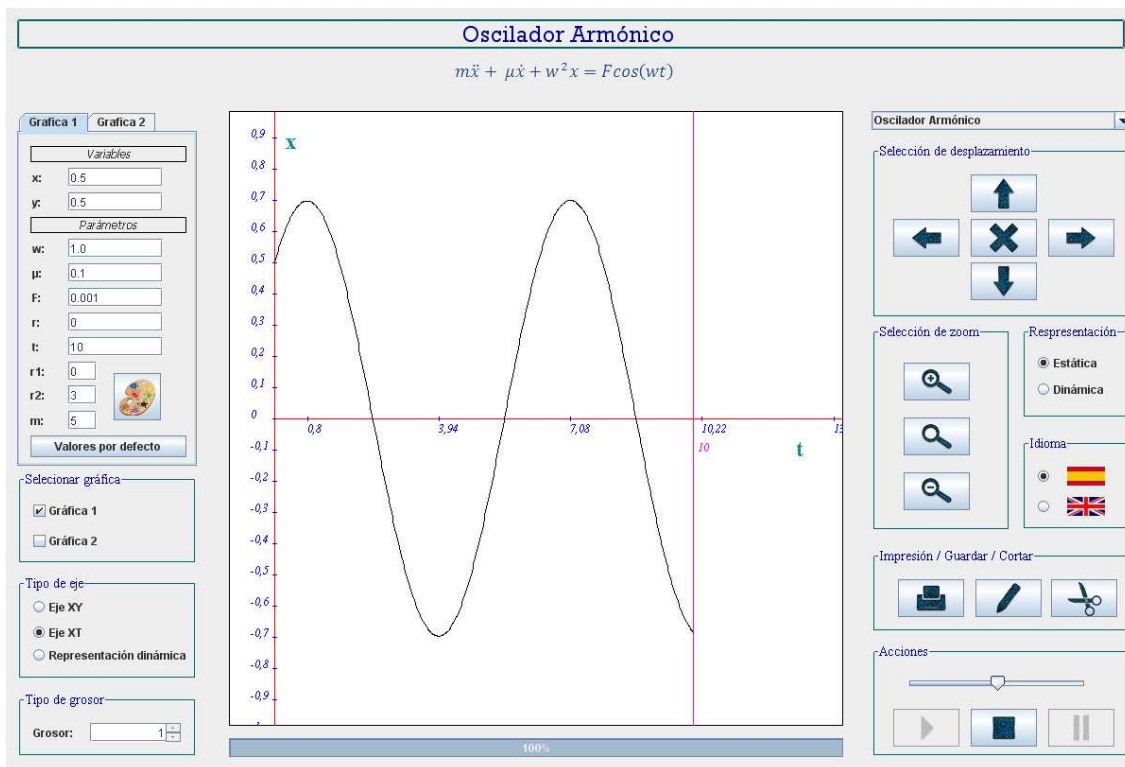 Oscilador Armónico
mẍ + μẋ + w²x = Fcos(wt)
Grafica 1 Grafica 2
Variables
x: 0.5
y: 0.5
Parámetros
w: 1.0
μ: 0.1
F: 0.001
r: 0
t: 10
r1: 0
r2: 3
m: 5
Valores por defecto
Selecionar gráfica
Gráfica 1
Gráfica 2
Tipo de eje
Eje XY
Eje XT
Representación dinámica
Tipo de grosor
Grosor: 1
x
0,9
0,8
0,7
0,6
0,5
0,4
0,3
0,2
0,1
0
-0,1
-0,2
-0,3
-0,4
-0,5
-0,6
-0,7
-0,8
-0,9
0,8 3,94 7,08 10,22
10
t
100%
Oscilador Armónico
Selección de desplazamiento
Selección de zoom
Respresentación
Estática
Dinámica
Idioma
Impresión / Guardar / Cortar
Acciones